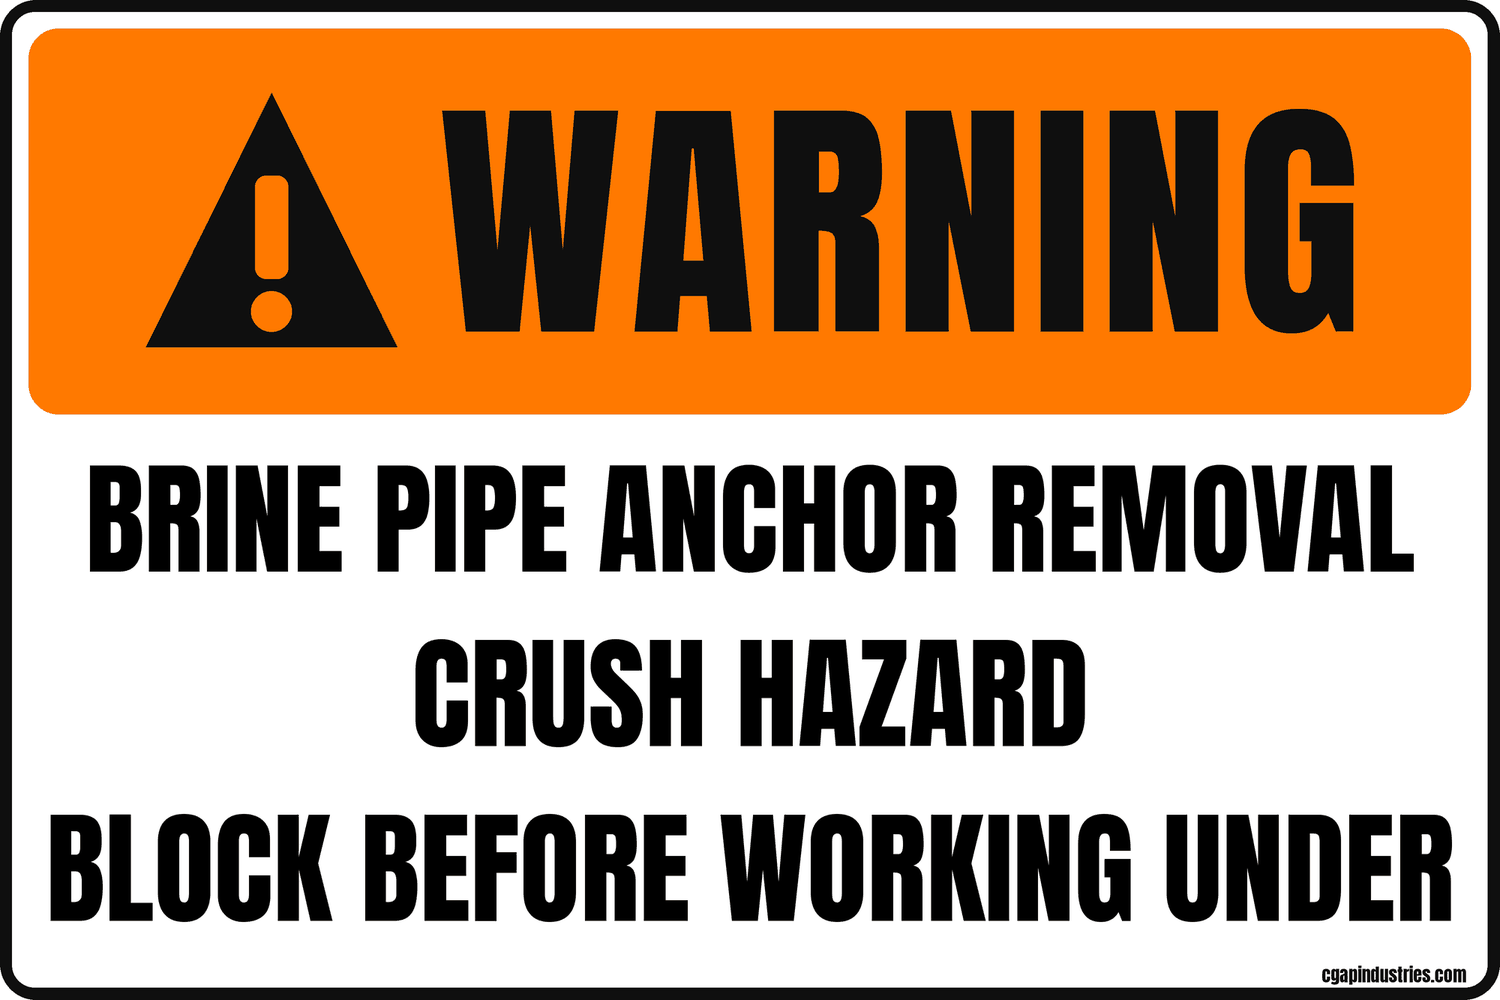 WARNING
BRINE PIPE ANCHOR REMOVAL
CRUSH HAZARD
BLOCK BEFORE WORKING UNDER
cgapindustries.com